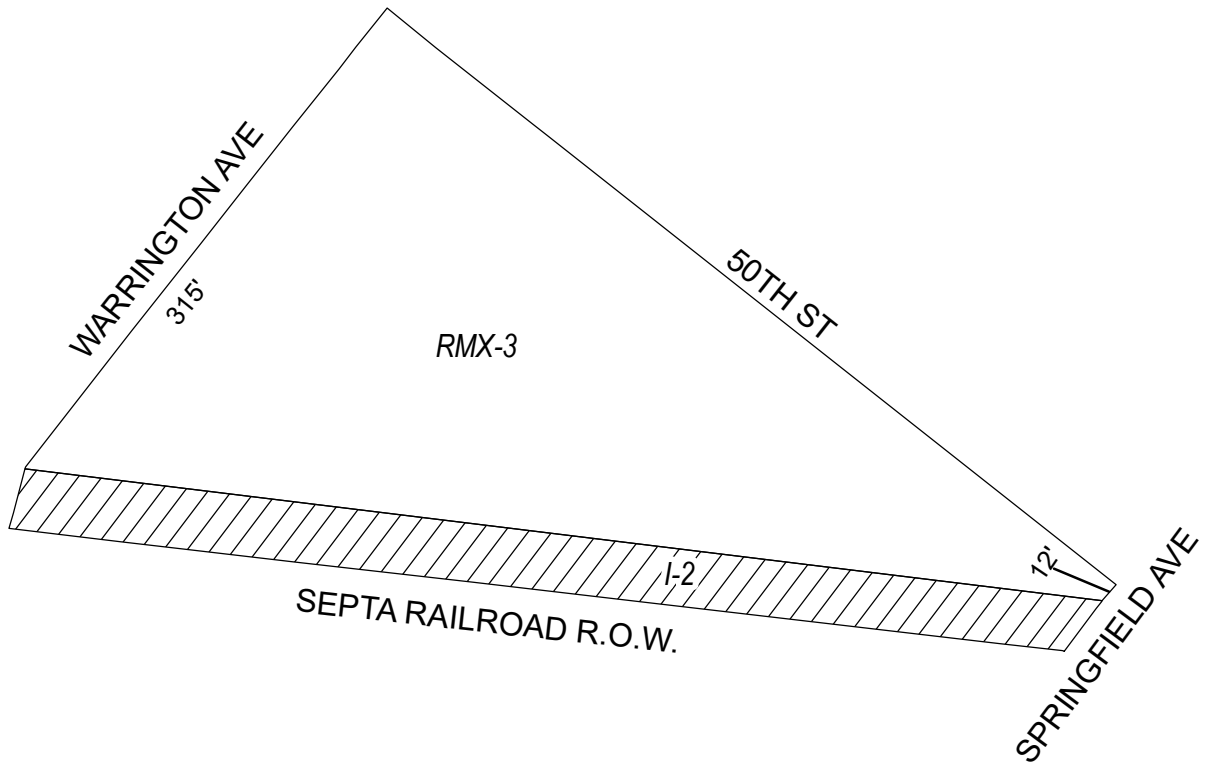 WARRINGTON AVE
315'
50TH ST
RMX-3
12'
I-2
SPRINGFIELD AVE
SEPTA RAILROAD R.O.W.